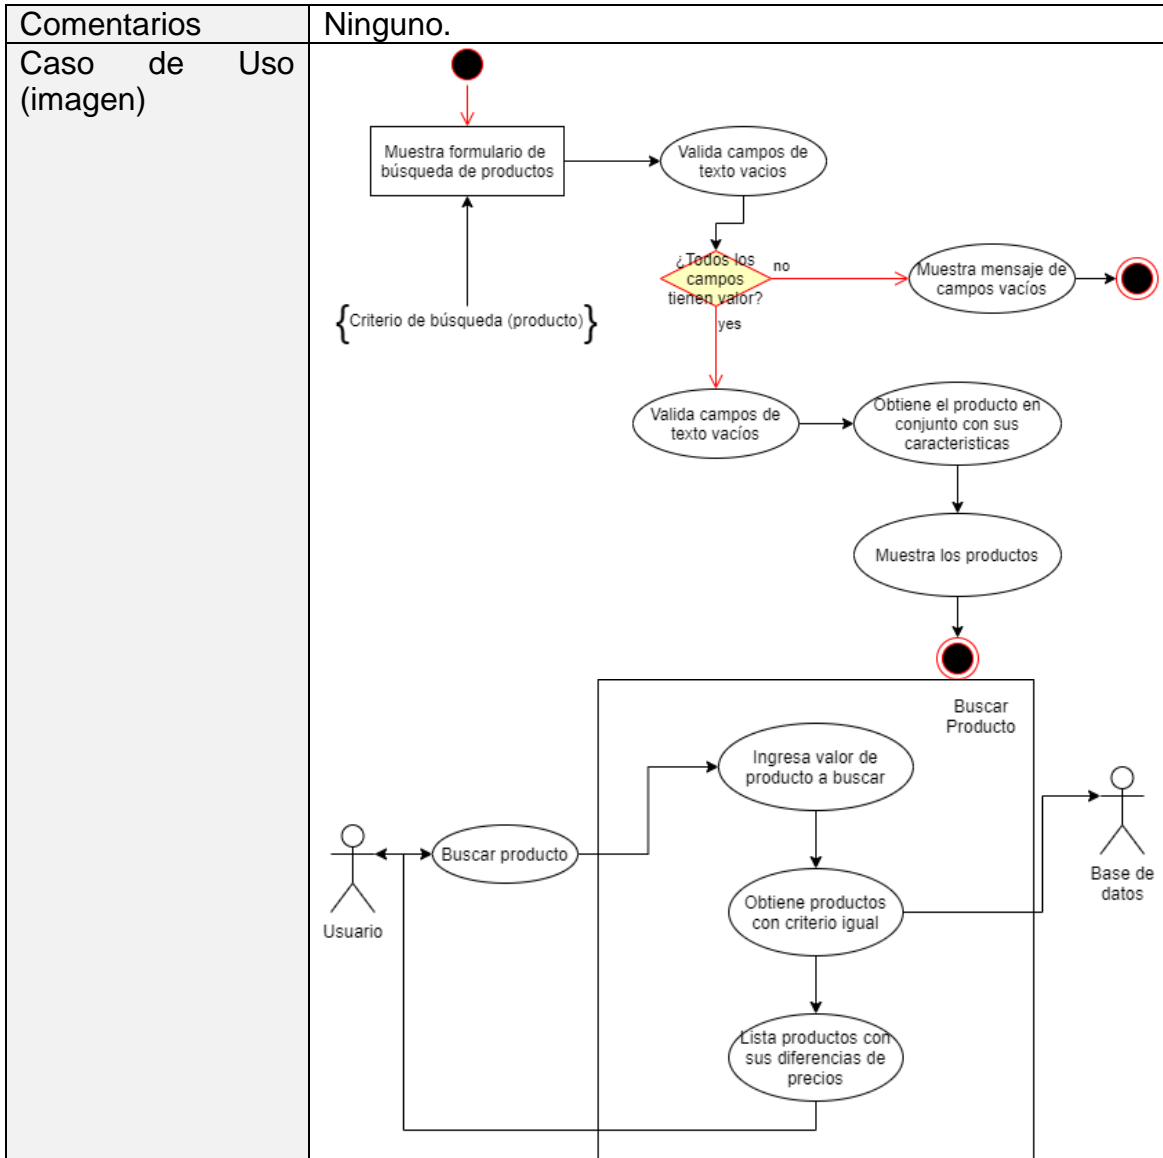 Comentarios
Ninguno.
Caso de Uso
(imagen)
Muestra formulario de
búsqueda de productos
Valida campos de
texto vacios
¿Todos los
campos
tienen valor?
no
Muestra mensaje de
campos vacíos
{Criterio de búsqueda (producto)}
yes
Valida campos de
texto vacíos
Obtiene el producto en
conjunto con sus
caracteristicas
Muestra los productos
Buscar
Producto
Ingresa valor de
producto a buscar
Buscar producto
Usuario
Base de
datos
Obtiene productos
con criterio igual
Lista productos con
sus diferencias de
precios